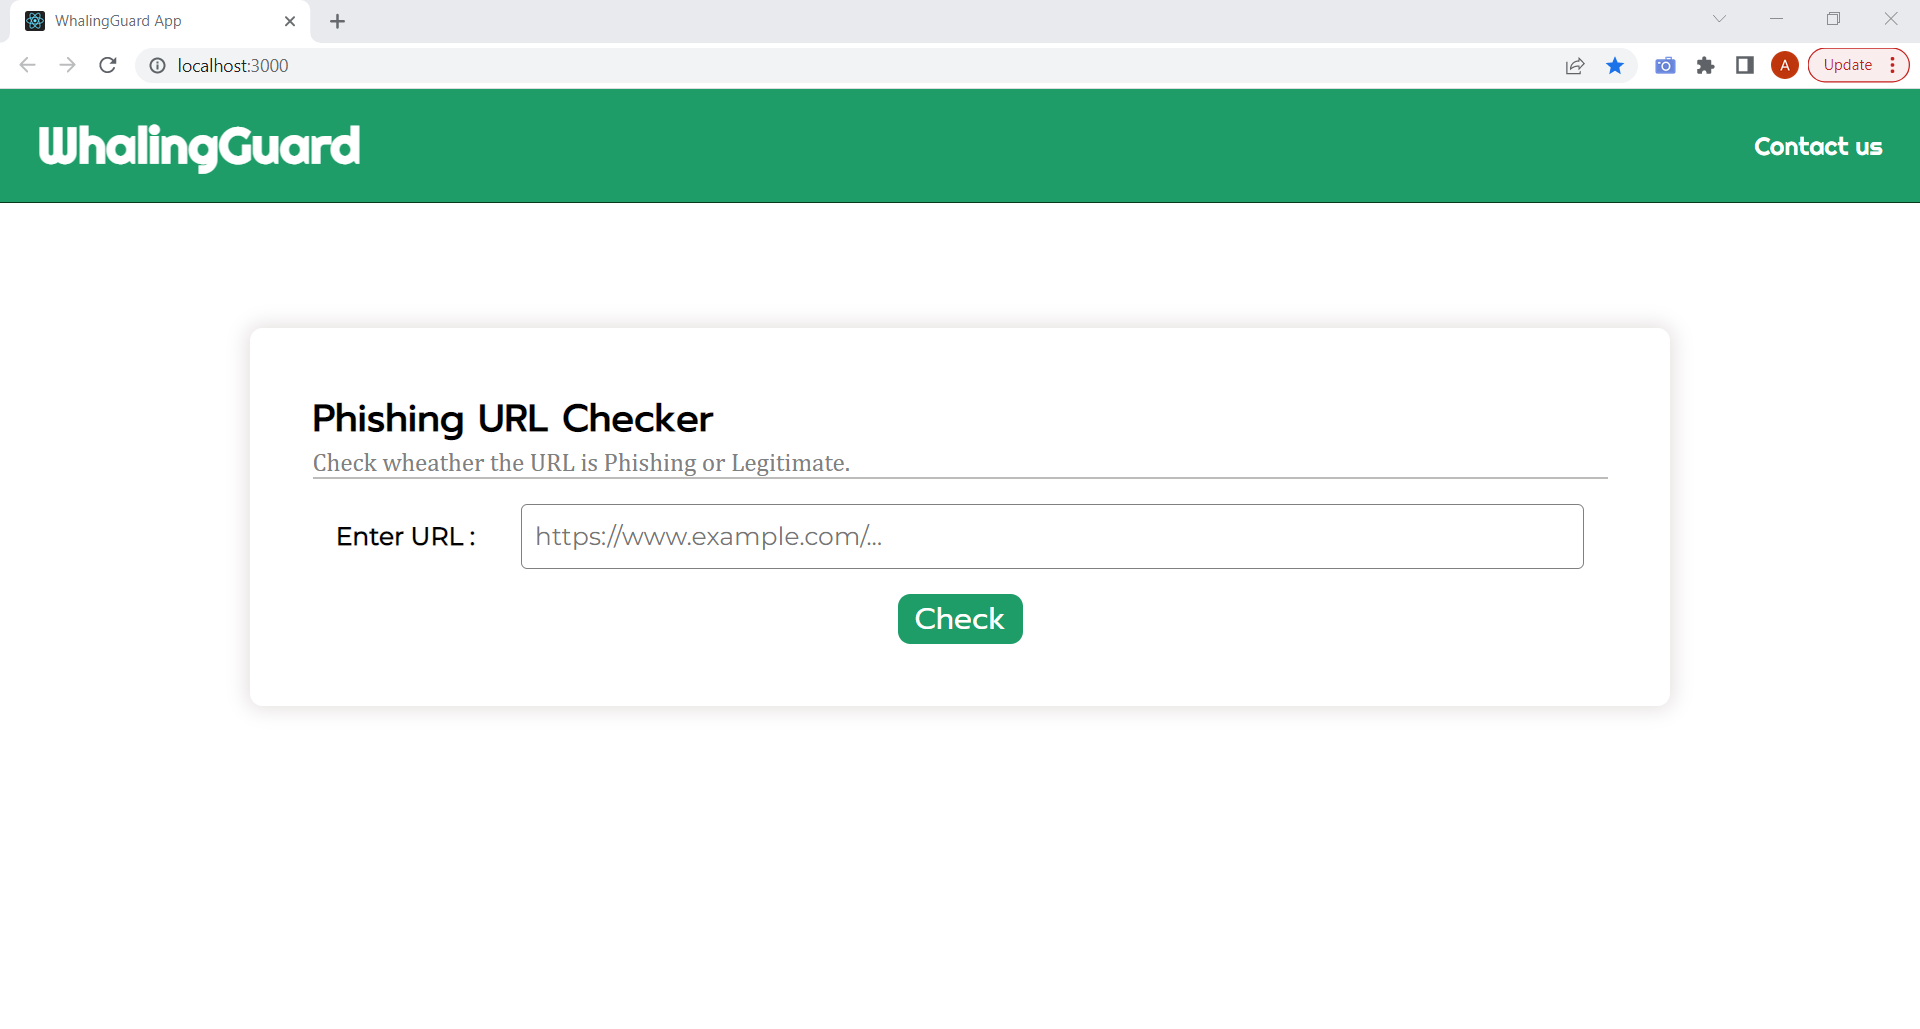 WhalingGuard App
localhost:3000
A
Update
WhalingGuard
Contact us
Phishing URL Checker
Check wheather the URL is Phishing or Legitimate.
Enter URL :
https://www.example.com/...
Check